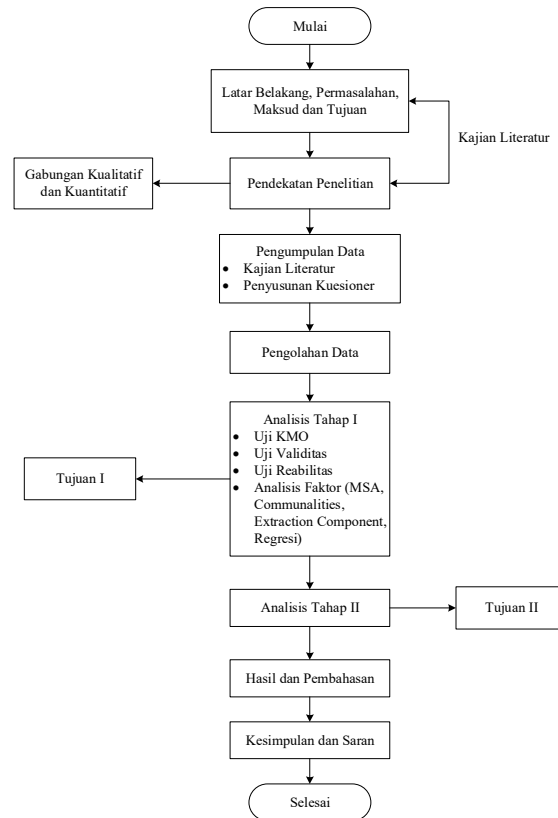 Mulai
Latar Belakang, Permasalahan,
Maksud dan Tujuan
Kajian Literatur
Gabungan Kualitatif
dan Kuantitatif
Pendekatan Penelitian
Pengumpulan Data
• Kajian Literatur
• Penyusunan Kuesioner
Pengolahan Data
Analisis Tahap I
• Uji KMO
• Uji Validitas
• Uji Reabilitas
• Analisis Faktor (MSA,
Communalities,
Extraction Component,
Regresi)
Tujuan I
Analisis Tahap II
Tujuan II
Hasil dan Pembahasan
Kesimpulan dan Saran
Selesai